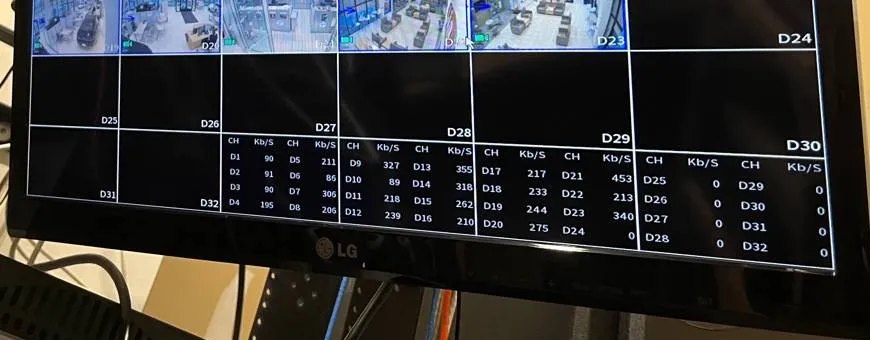 D20
D23
D24
D25
D26
D27
D28
D29
D30
D31
D32
CH Kb/S CH Kb/S CH Kb/S CH Kb/S CH Kb/S CH Kb/S CH Kb/S CH Kb/S
D1 90 D5 211 D9 327 D13 355 D17 217 D21 453 D25 0 D29 0
D2 91 D6 86 D10 89 D14 318 D18 233 D22 213 D26 0 D30 0
D3 90 D7 306 D11 218 D15 262 D19 244 D23 340 D27 0 D31 0
D4 195 D8 206 D12 239 D16 210 D20 275 D24 0 D28 0 D32 0
LG